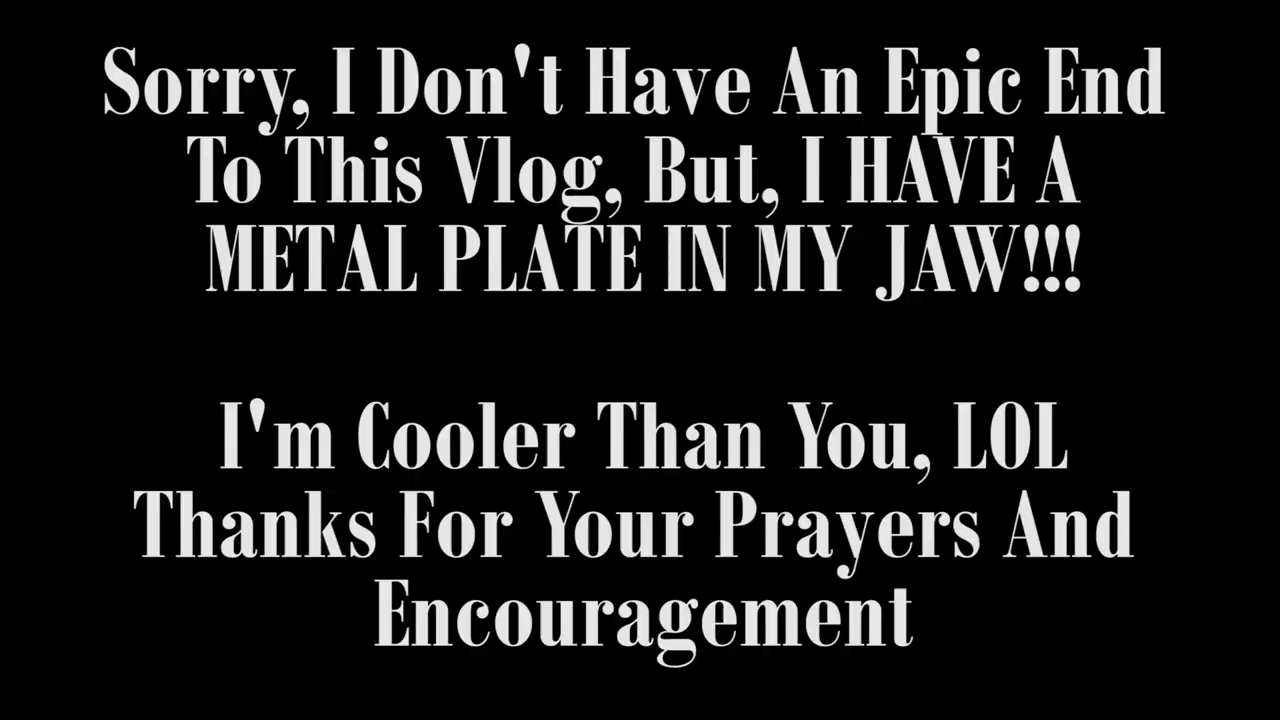 Sorry, I Don't Have An Epic End
To This Vlog, But, I HAVE A
METAL PLATE IN MY JAW!!!
I'm Cooler Than You, LOL
Thanks For Your Prayers And
Encouragement